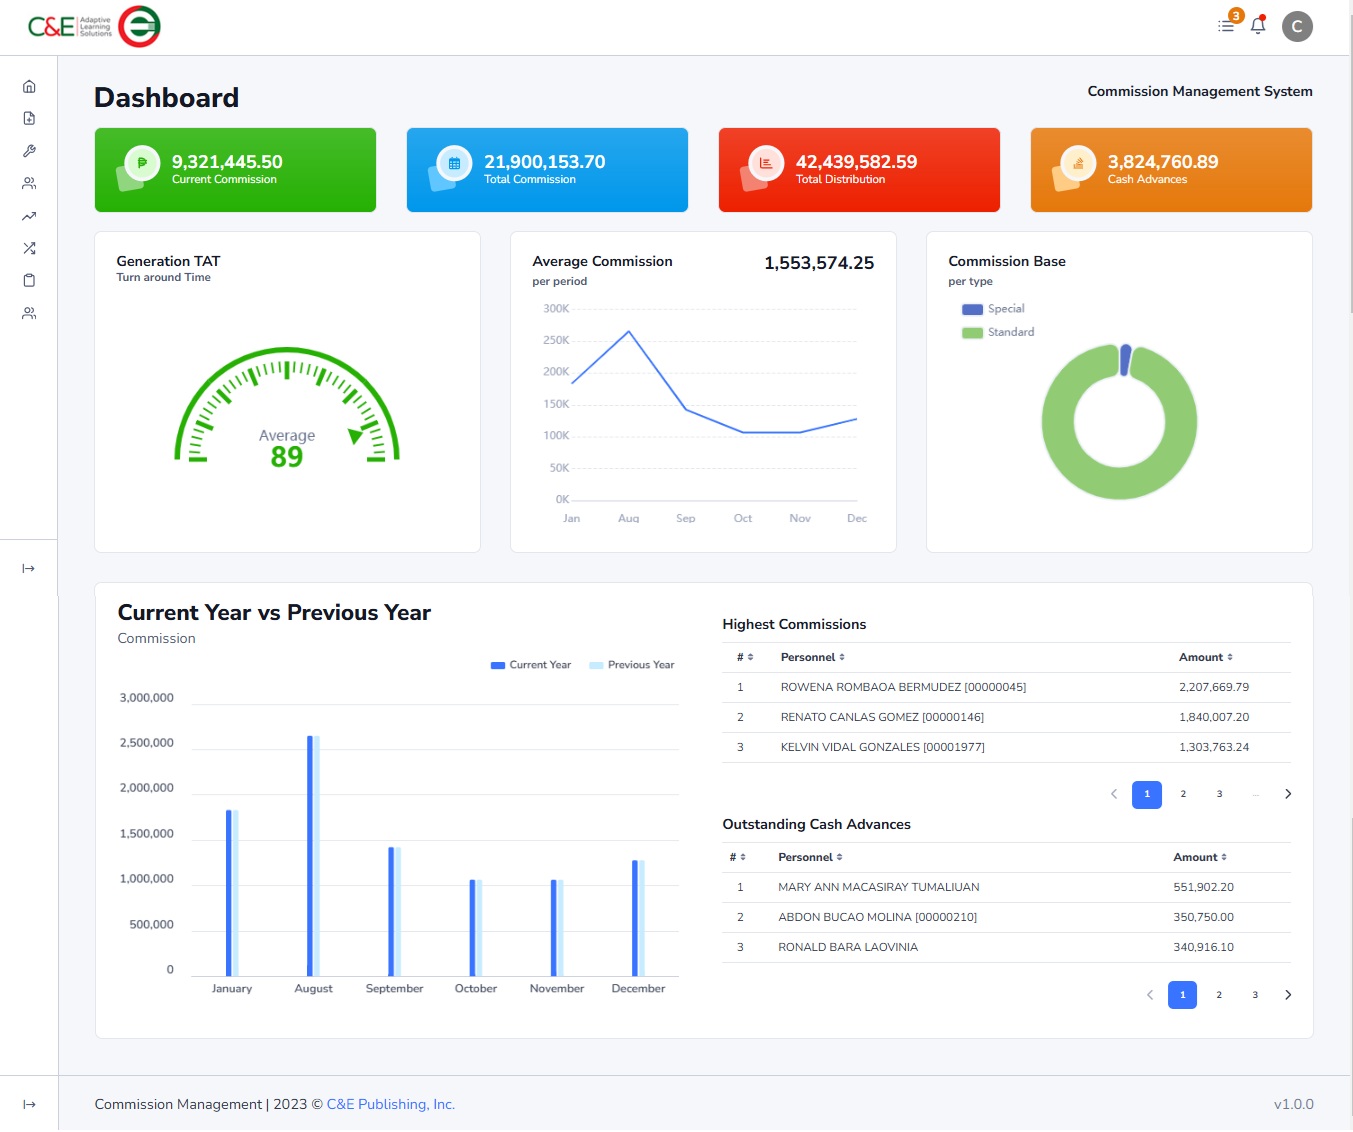 C&E Adaptive Learning Solutions
3
C
Dashboard
Commission Management System
9,321,445.50
Current Commission
21,900,153.70
Total Commission
42,439,582.59
Total Distribution
3,824,760.89
Cash Advances
Generation TAT
Turn around Time
Average
89
Average Commission
1,553,574.25
per period
300K
250K
200K
150K
100K
50K
0K
Jan Aug Sep Oct Nov Dec
Commission Base
per type
Special
Standard
Current Year vs Previous Year
Commission
Current Year Previous Year
3,000,000
2,500,000
2,000,000
1,500,000
1,000,000
500,000
0
January August September October November December
Highest Commissions
# Personnel Amount
1 ROWENA ROMBAOA BERMUDEZ [00000045] 2,207,669.79
2 RENATO CANLAS GOMEZ [00000146] 1,840,007.20
3 KELVIN VIDAL GONZALES [00001977] 1,303,763.24
1 2 3 ...
Outstanding Cash Advances
# Personnel Amount
1 MARY ANN MACASIRAY TUMALIUAN 551,902.20
2 ABDON BUCAO MOLINA [00000210] 350,750.00
3 RONALD BARA LAOVINIA 340,916.10
1 2 3
Commission Management | 2023 © C&E Publishing, Inc.
v1.0.0